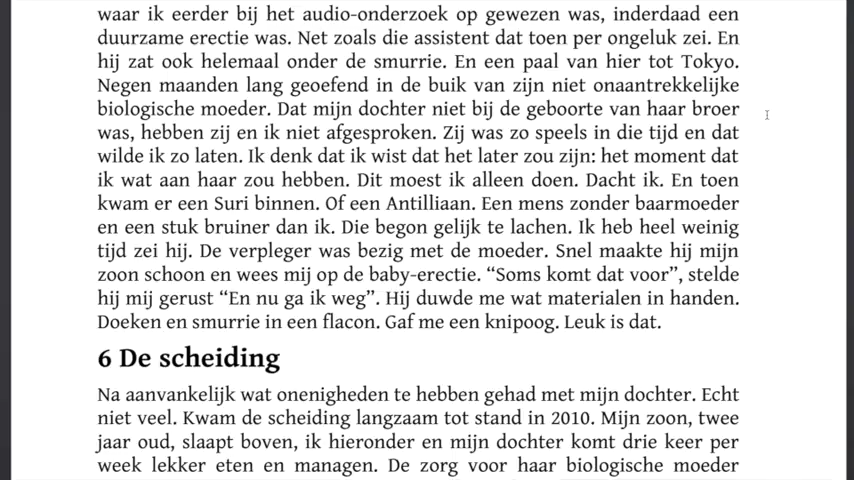 waar ik eerder bij het audio-onderzoek op gewezen was, inderdaad een
duurzame erectie was. Net zoals die assistent dat toen per ongeluk zei. En
hij zat ook helemaal onder de smurrie. En een paal van hier tot Tokyo.
Negen maanden lang geoefend in de buik van zijn niet onaantrekkelijke
biologische moeder. Dat mijn dochter niet bij de geboorte van haar broer
was, hebben zij en ik niet afgesproken. Zij was zo speels in die tijd en dat
wilde ik zo laten. Ik denk dat ik wist dat het later zou zijn: het moment dat
ik wat aan haar zou hebben. Dit moest ik alleen doen. Dacht ik. En toen
kwam er een Suri binnen. Of een Antilliaan. Een mens zonder baarmoeder
en een stuk bruiner dan ik. Die begon gelijk te lachen. Ik heb heel weinig
tijd zei hij. De verpleger was bezig met de moeder. Snel maakte hij mijn
zoon schoon en wees mij op de baby-erectie. “Soms komt dat voor”, stelde
hij mij gerust “En nu ga ik weg”. Hij duwde me wat materialen in handen.
Doeken en smurrie in een flacon. Gaf me een knipoog. Leuk is dat.
6 De scheiding
Na aanvankelijk wat onenigheden te hebben gehad met mijn dochter. Echt
niet veel. Kwam de scheiding langzaam tot stand in 2010. Mijn zoon, twee
jaar oud, slaapt boven, ik hieronder en mijn dochter komt drie keer per
week lekker eten en managen. De zorg voor haar biologische moeder